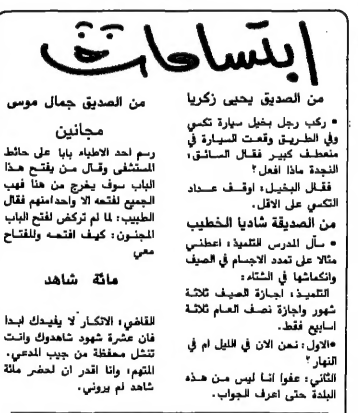 إبتسامات
من الصديق يحيى زكريا
• ركب رجل بخيل سيارة تكسي
وفي الطريق وقعت السيارة في
منعطف كبير فقال السائق:
النجدة ماذا افعل؟
فقال البخيل: اوقف عداد
التكسي على الاقل.
من الصديقة شاديا الخطيب
• سأل المدرس التلميذ: اعطني
مثالا على تمدد الاجسام في الصيف
وانكماشها في الشتاء:
التلميذ: اجازة الصيف ثلاثة
شهور واجازة نصف العام ثلاثة
اسابيع فقط.
•الاول: نحن الان في الليل ام في
النهار؟
الثاني: عفوا انا ليس من هذه
البلدة حتى اعرف الجواب.
من الصديق جمال موسى
مجانين
رسم احد الاطباء بابا على حائط
المستشفى وقال من يفتح هذا
الباب سوف يخرج من هنا فهب
الجميع لفتحه الا واحدا منهم فقال
الطبيب: لما لم تركض لفتح الباب
المجنون: كيف افتحه والمفتاح
معي
مائة شاهد
القاضي: الانكار لا يفيدك ابدا
فان عشرة شهود شاهدوك وانت
تنشل محفظة من جيب المدعي.
المتهم: وانا اقدر ان احضر مائة
شاهد لم يروني.